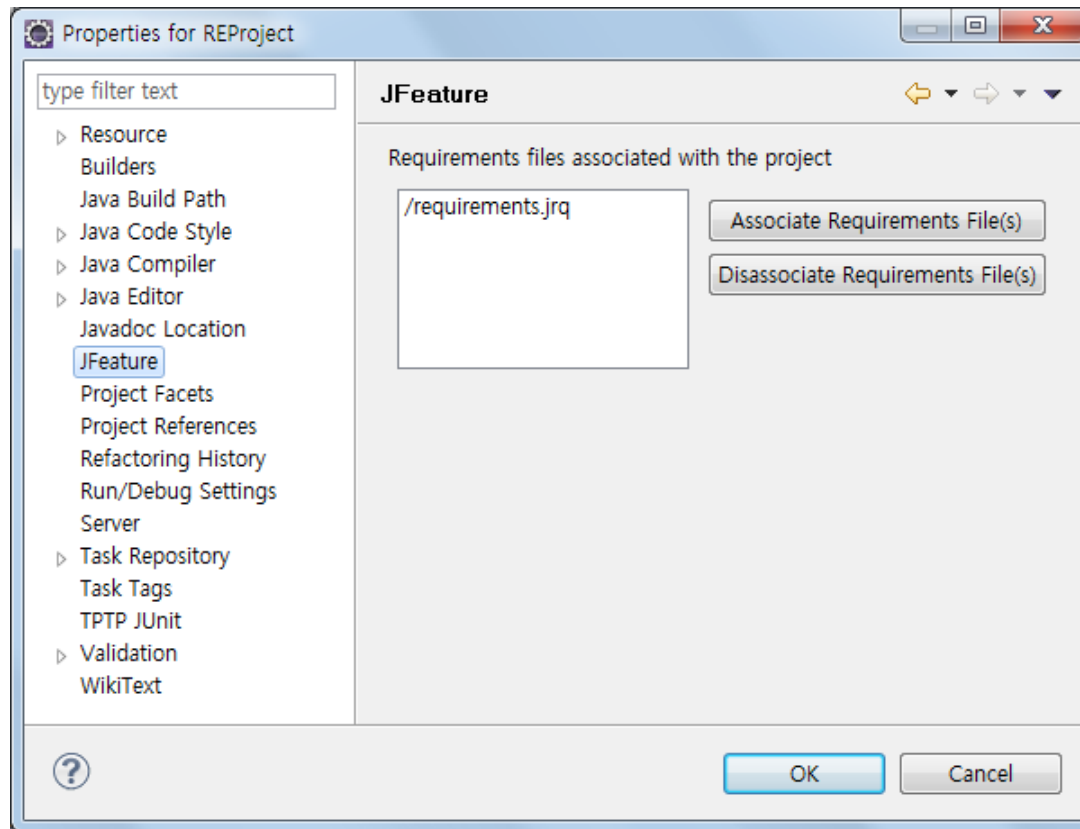 Properties for REProject
type filter text
Resource
Builders
Java Build Path
Java Code Style
Java Compiler
Java Editor
Javadoc Location
JFeature
Project Facets
Project References
Refactoring History
Run/Debug Settings
Server
Task Repository
Task Tags
TPTP JUnit
Validation
WikiText
JFeature
Requirements files associated with the project
/requirements.jrq
Associate Requirements File(s)
Disassociate Requirements File(s)
OK
Cancel